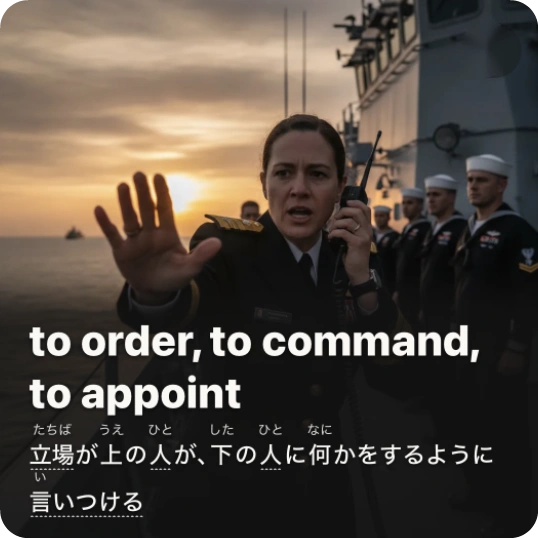 to order, to command,
to appoint
たちば うえ ひと した ひと なに
立場が上の人が、下の人に何かをするように
い
言いつける